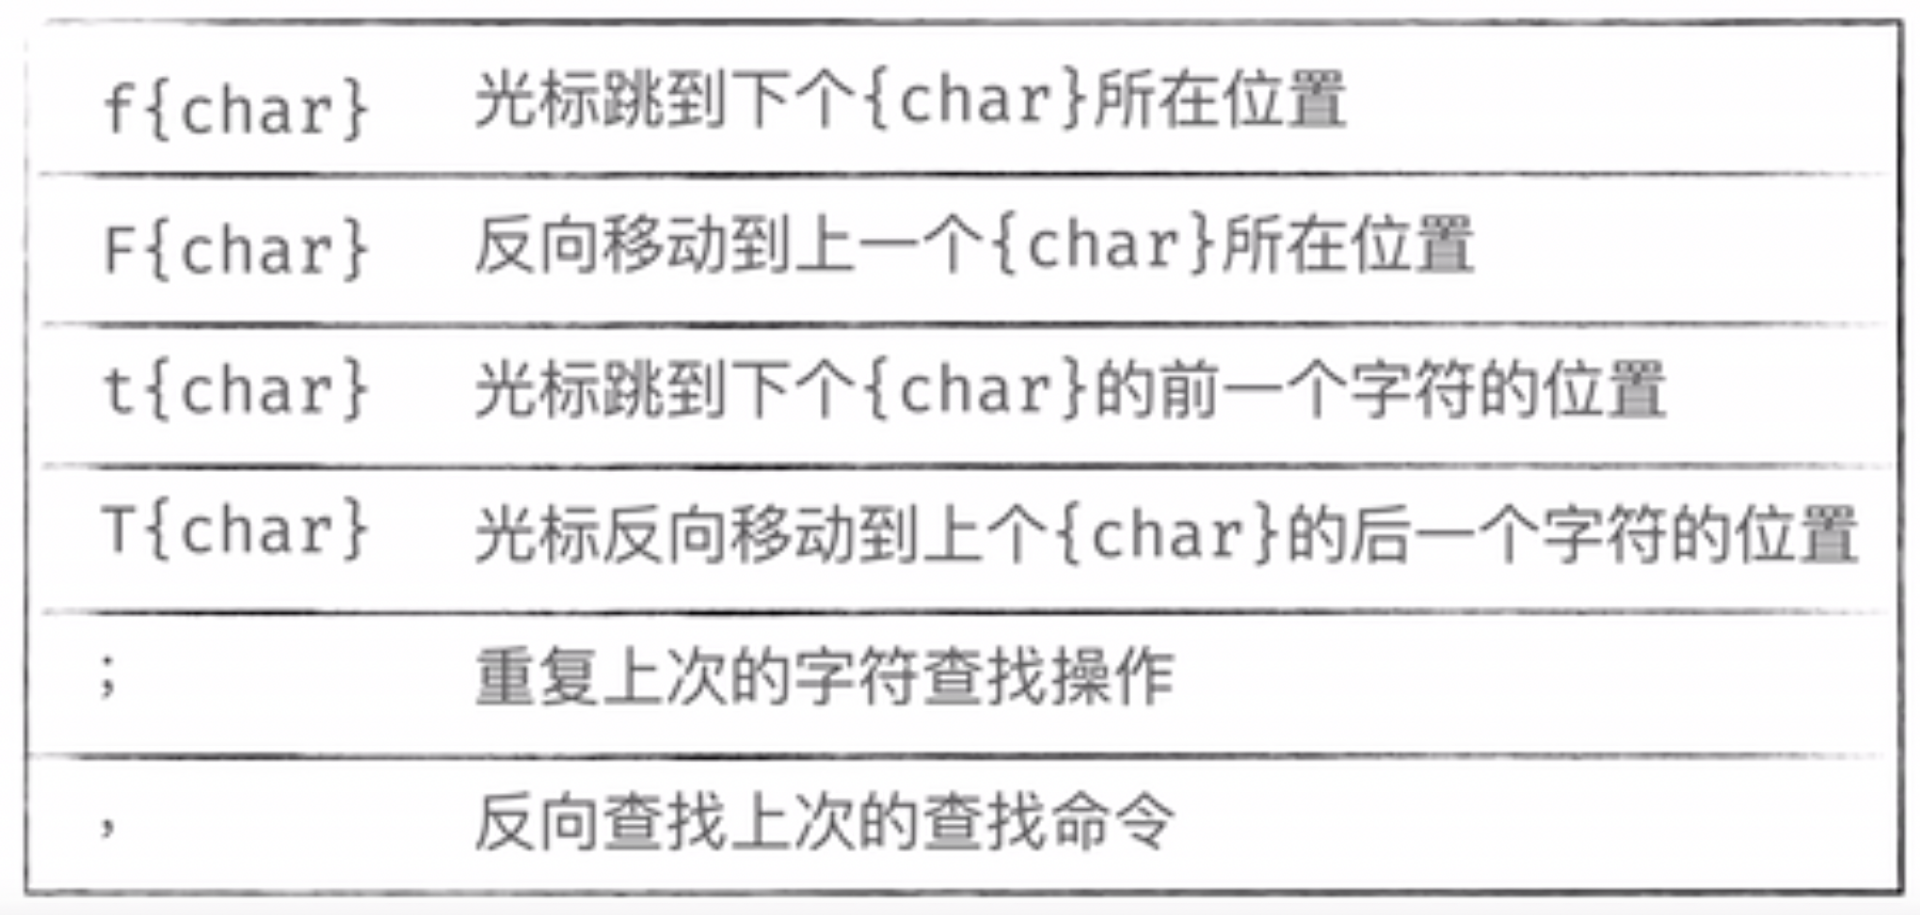 f{char} 光标跳到下个{char}所在位置
F{char} 反向移动到上一个{char}所在位置
t{char} 光标跳到下个{char}的前一个字符的位置
T{char} 光标反向移动到上个{char}的后一个字符的位置
; 重复上次的字符查找操作
, 反向查找上次的查找命令